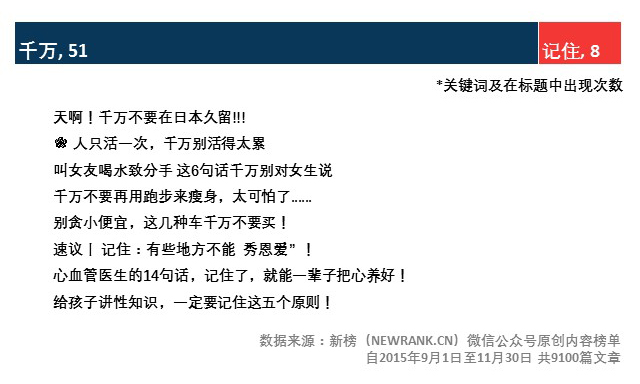 千万, 51 记住, 8
*关键词及在标题中出现次数
天啊！千万不要在日本久留!!!
❀ 人只活一次，千万别活得太累
叫女友喝水致分手 这6句话千万别对女生说
千万不要再用跑步来瘦身，太可怕了......
别贪小便宜，这几种车千万不要买！
速议丨 记住：有些地方不能 秀恩爱”！
心血管医生的14句话，记住了，就能一辈子把心养好！
给孩子讲性知识，一定要记住这五个原则！
数据来源：新榜（NEWRANK.CN）微信公众号原创内容榜单
自2015年9月1日至11月30日 共9100篇文章